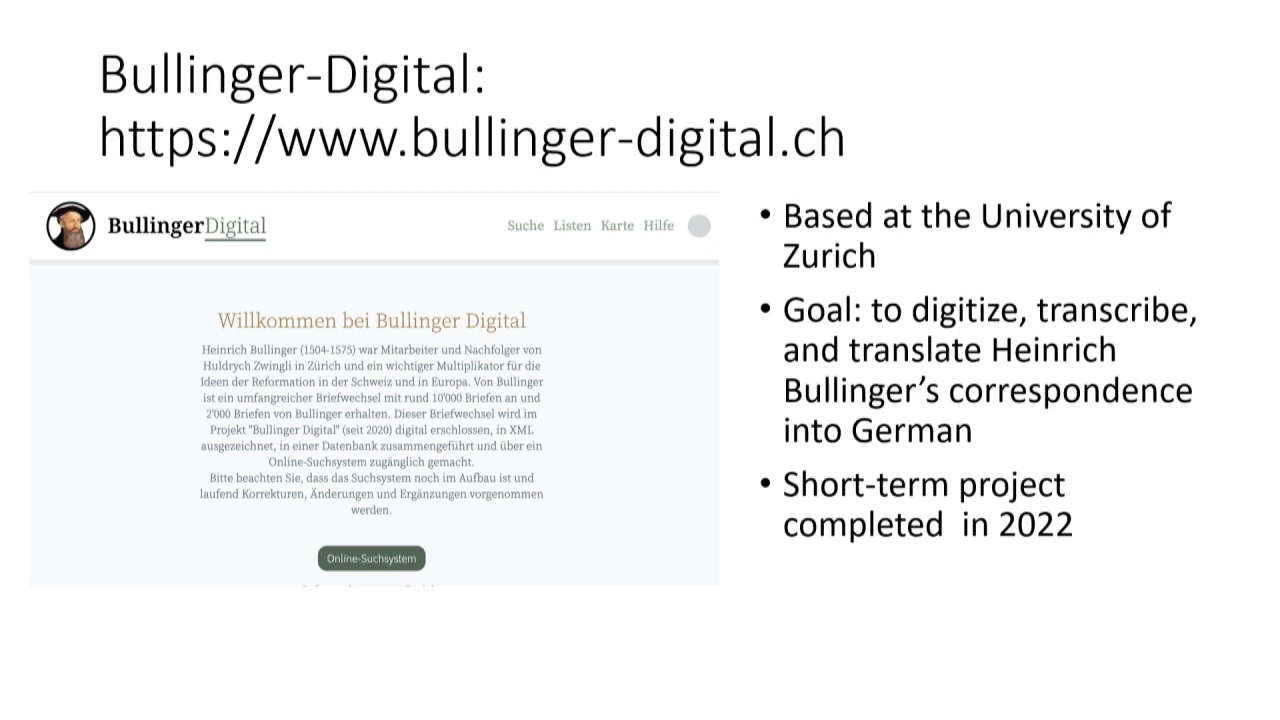 Bullinger-Digital:
https://www.bullinger-digital.ch
BullingerDigital
Suche Listen Karte Hilfe
Willkommen bei Bullinger Digital
Heinrich Bullinger (1504-1575) war Mitarbeiter und Nachfolger von
Huldrych Zwingli in Zürich und ein wichtiger Multiplikator für die
Ideen der Reformation in der Schweiz und in Europa. Von Bullinger
ist ein umfangreicher Briefwechsel mit rund 10'000 Briefen an und
2'000 Briefen von Bullinger erhalten. Dieser Briefwechsel wird im
Projekt "Bullinger Digital" (seit 2020) digital erschlossen, in XML
ausgezeichnet, in einer Datenbank zusammengeführt und über ein
Online-Suchsystem zugänglich gemacht.
Bitte beachten Sie, dass das Suchsystem noch im Aufbau ist und
laufend Korrekturen, Änderungen und Ergänzungen vorgenommen
werden.
Online-Suchsystem
• Based at the University of
Zurich
• Goal: to digitize, transcribe,
and translate Heinrich
Bullinger’s correspondence
into German
• Short-term project
completed  in 2022